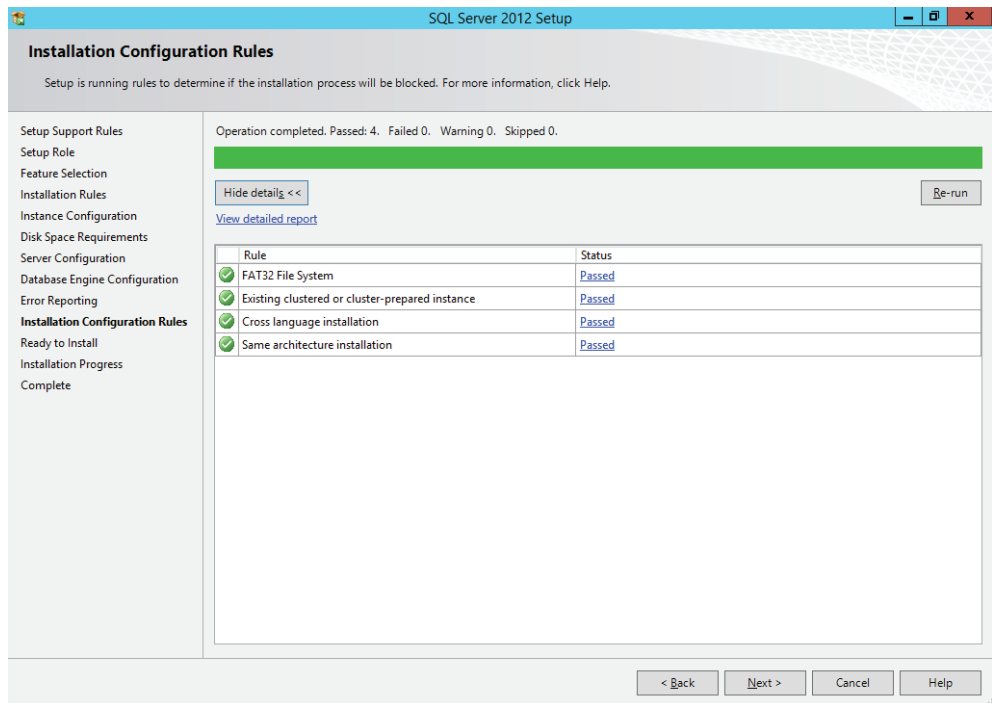 SQL Server 2012 Setup
Installation Configuration Rules
Setup is running rules to determine if the installation process will be blocked. For more information, click Help.
Setup Support Rules
Setup Role
Feature Selection
Installation Rules
Instance Configuration
Disk Space Requirements
Server Configuration
Database Engine Configuration
Error Reporting
Installation Configuration Rules
Ready to Install
Installation Progress
Complete
Operation completed. Passed: 4. Failed 0. Warning 0. Skipped 0.
Hide details << Re-run
View detailed report
Rule Status
FAT32 File System Passed
Existing clustered or cluster-prepared instance Passed
Cross language installation Passed
Same architecture installation Passed
< Back Next > Cancel Help